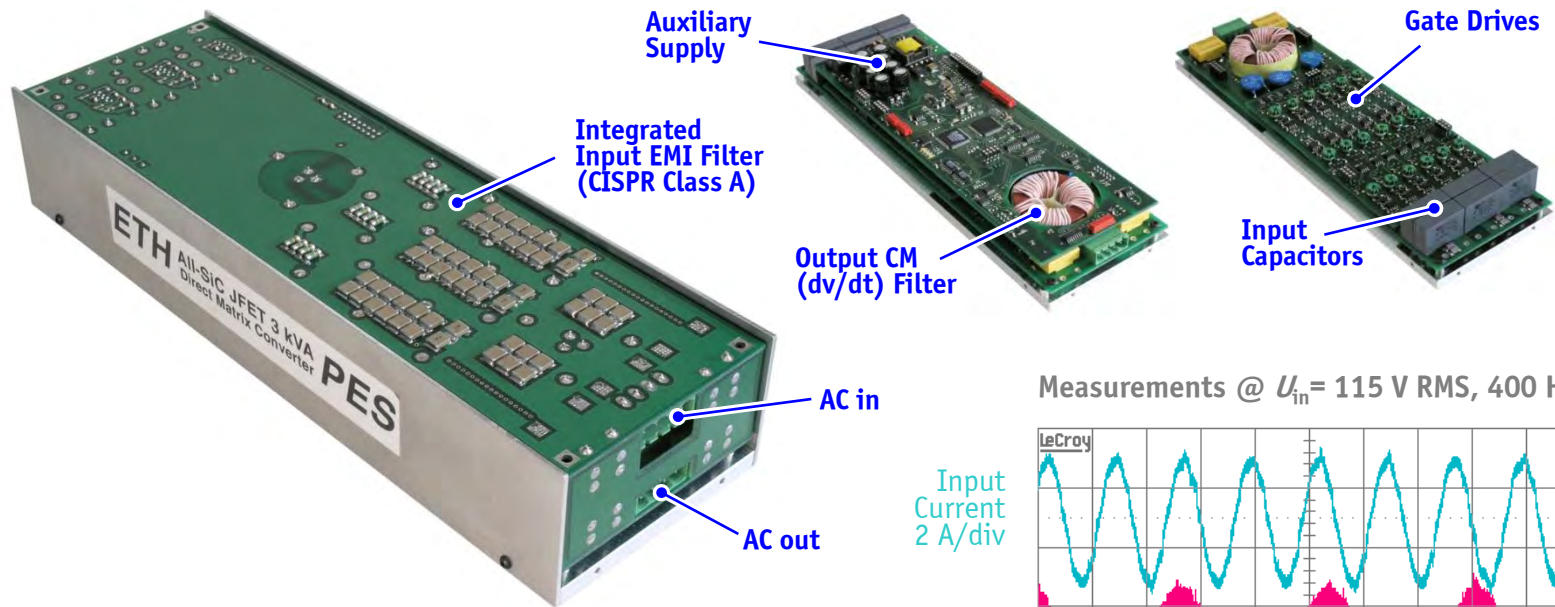 Auxiliary
Supply
Gate Drives
Integrated
Input EMI Filter
(CISPR Class A)
Output CM
(dv/dt) Filter
Input
Capacitors
ETH All-SiC JFET 3 kVA
Direct Matrix Converter PES
AC in
AC out
Measurements @ Uin= 115 V RMS, 400 H
LeCroy
Input
Current
2 A/div